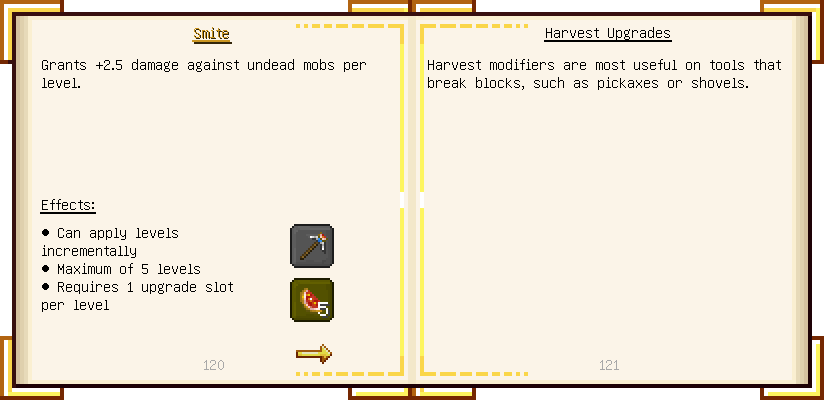 Smite
Grants +2.5 damage against undead mobs per
level.
Effects:
• Can apply levels
incrementally
• Maximum of 5 levels
• Requires 1 upgrade slot
per level
5
120
Harvest Upgrades
Harvest modifiers are most useful on tools that
break blocks, such as pickaxes or shovels.
121